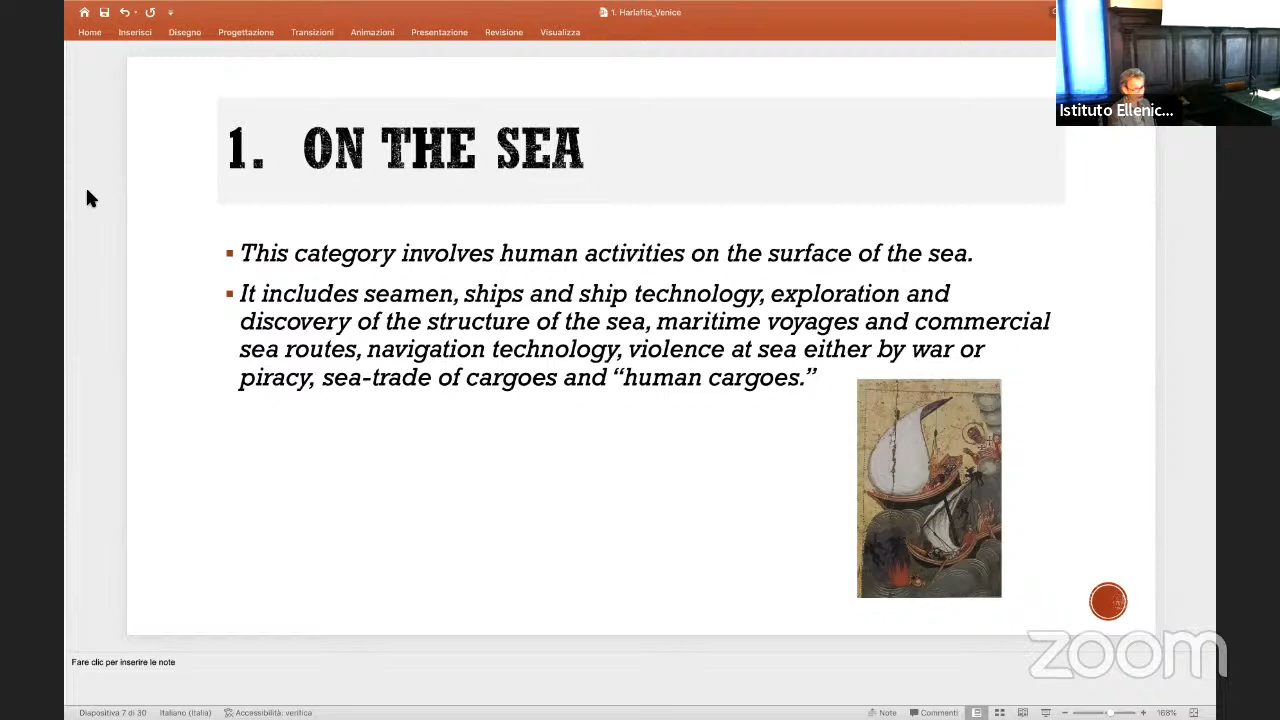 1. Harlaftis_Venice
Home Inserisci Disegno Progettazione Transizioni Animazioni Presentazione Revisione Visualizza
Istituto Ellenic...
1. ON THE SEA
▪ This category involves human activities on the surface of the sea.
▪ It includes seamen, ships and ship technology, exploration and
discovery of the structure of the sea, maritime voyages and commercial
sea routes, navigation technology, violence at sea either by war or
piracy, sea-trade of cargoes and “human cargoes.”
zoom
Fare clic per inserire le note
Diapositiva 7 di 30 Italiano (Italia) Accessibilità: verifica Note Commenti 168%